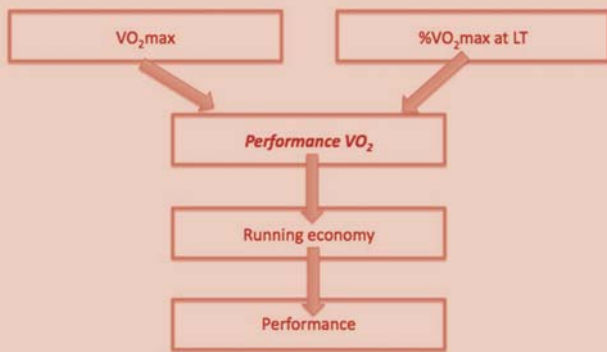 VO₂max
%VO₂max at LT
Performance VO₂
Running economy
Performance